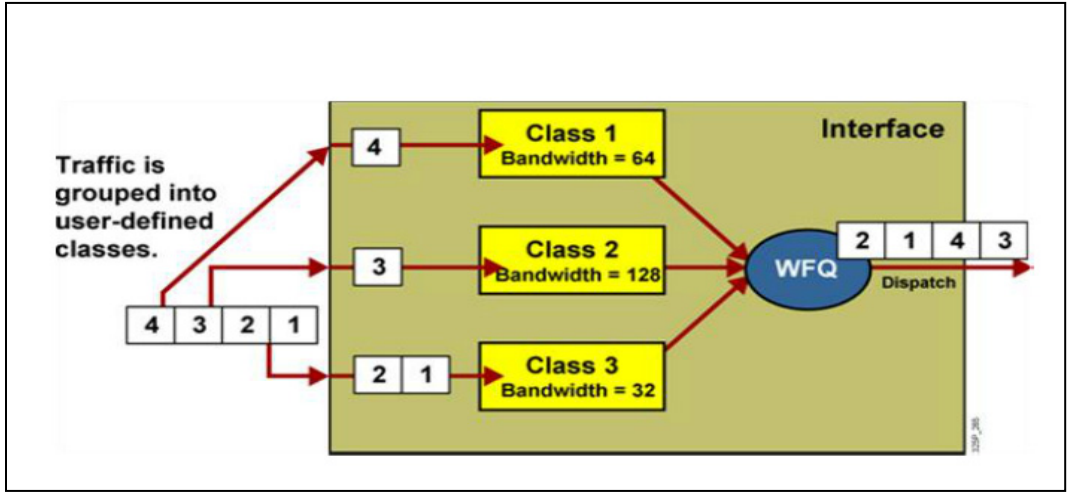 Interface
Traffic is
grouped into
user-defined
classes.
4
Class 1
Bandwidth = 64
3
Class 2
Bandwidth = 128
2 1
Class 3
Bandwidth = 32
4 3 2 1
WFQ
2 1 4 3
Dispatch